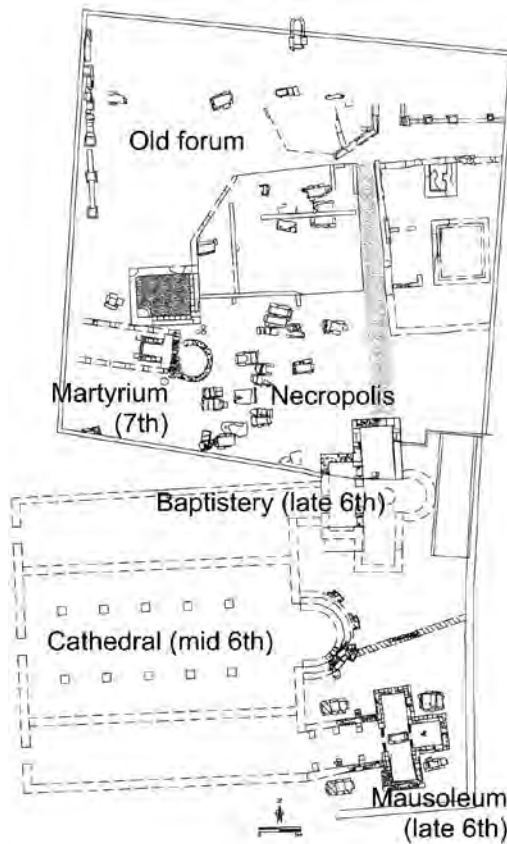 Old forum
Martyrium
(7th)
Necropolis
Baptistery (late 6th)
Cathedral (mid 6th)
Mausoleum
(late 6th)